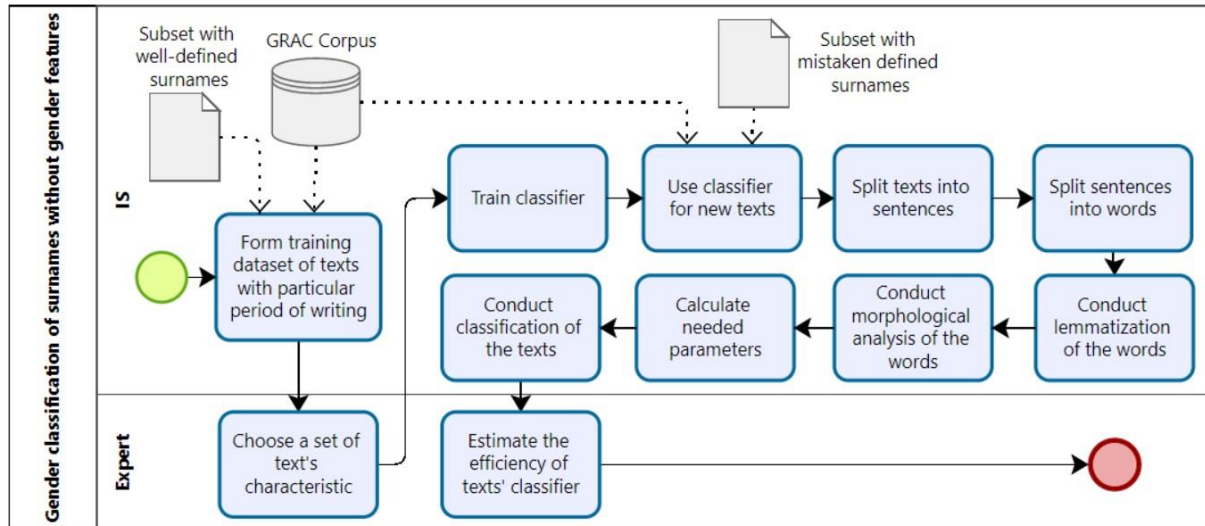 Gender classification of surnames without gender features
IS
Subset with
well-defined
surnames
GRAC Corpus
Subset with
mistaken defined
surnames
Form training
dataset of texts
with particular
period of writing
Train classifier
Use classifier
for new texts
Split texts into
sentences
Split sentences
into words
Conduct
classification of
the texts
Calculate
needed
parameters
Conduct
morphological
analysis of the
words
Conduct
lemmatization
of the words
Expert
Choose a set of
text's
characteristic
Estimate the
efficiency of
texts' classifier